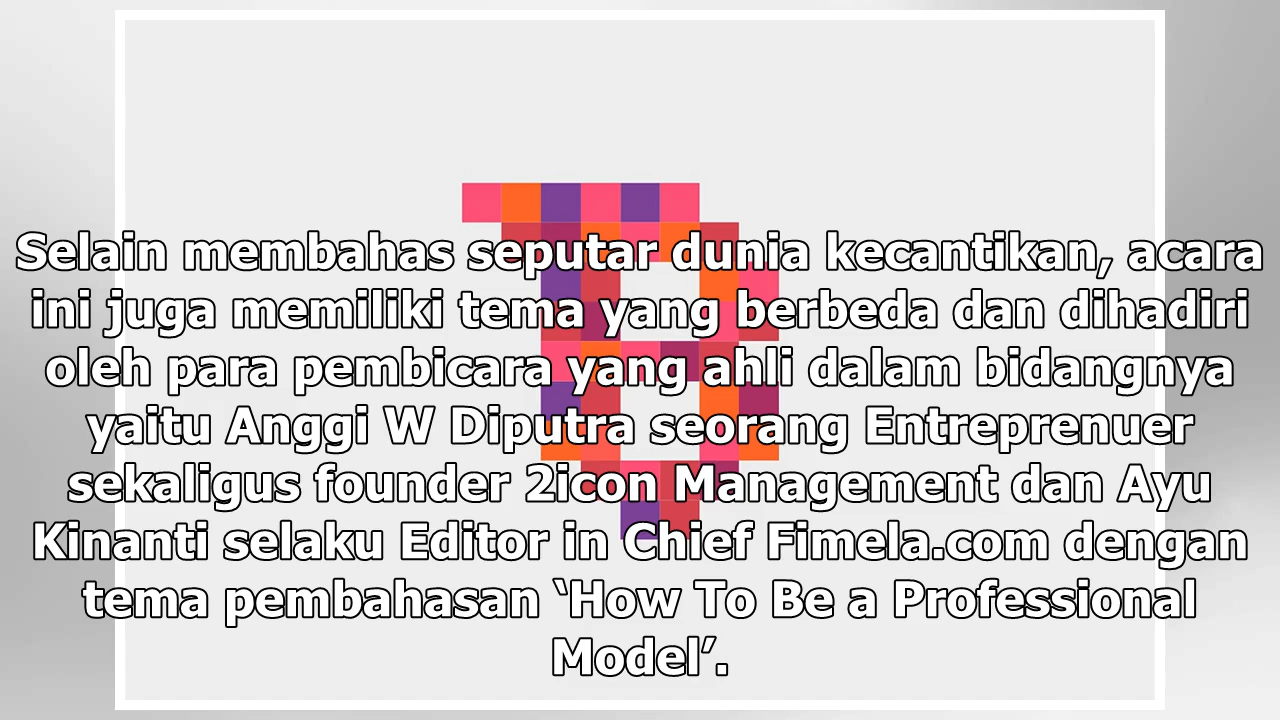 Selain membahas seputar dunia kecantikan, acara
ini juga memiliki tema yang berbeda dan dihadiri
oleh para pembicara yang ahli dalam bidangnya
yaitu Anggi W Diputra seorang Entreprenuer
sekaligus founder 2icon Management dan Ayu
Kinanti selaku Editor in Chief Fimela.com dengan
tema pembahasan ‘How To Be a Professional
Model’.